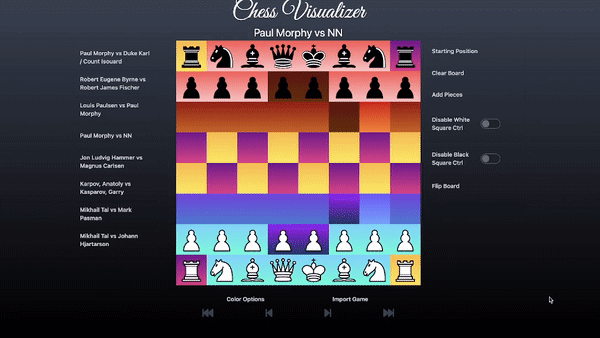 Chess Visualizer
Paul Morphy vs NN
Paul Morphy vs Duke Karl
/ Count Isouard
Robert Eugene Byrne vs
Robert James Fischer
Louis Paulsen vs Paul
Morphy
Paul Morphy vs NN
Jon Ludvig Hammer vs
Magnus Carlsen
Karpov, Anatoly vs
Kasparov, Garry
Mikhail Tal vs Mark
Pasman
Mikhail Tal vs Johann
Hjartarson
Starting Position
Clear Board
Add Pieces
Disable White
Square Ctrl
Disable Black
Square Ctrl
Flip Board
Color Options
Import Game